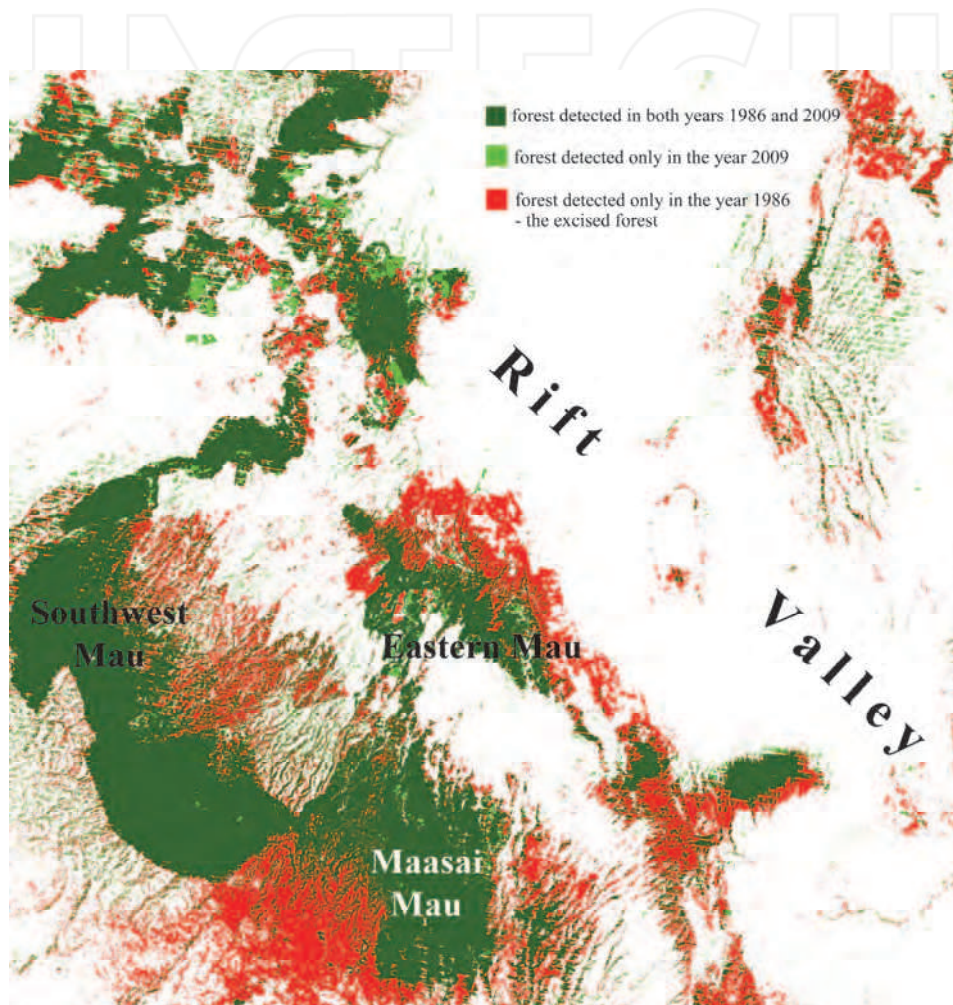 INTECH
forest detected in both years 1986 and 2009
forest detected only in the year 2009
forest detected only in the year 1986
- the excised forest
Rift
Valley
Southwest
Mau
Eastern Mau
Maasai
Mau